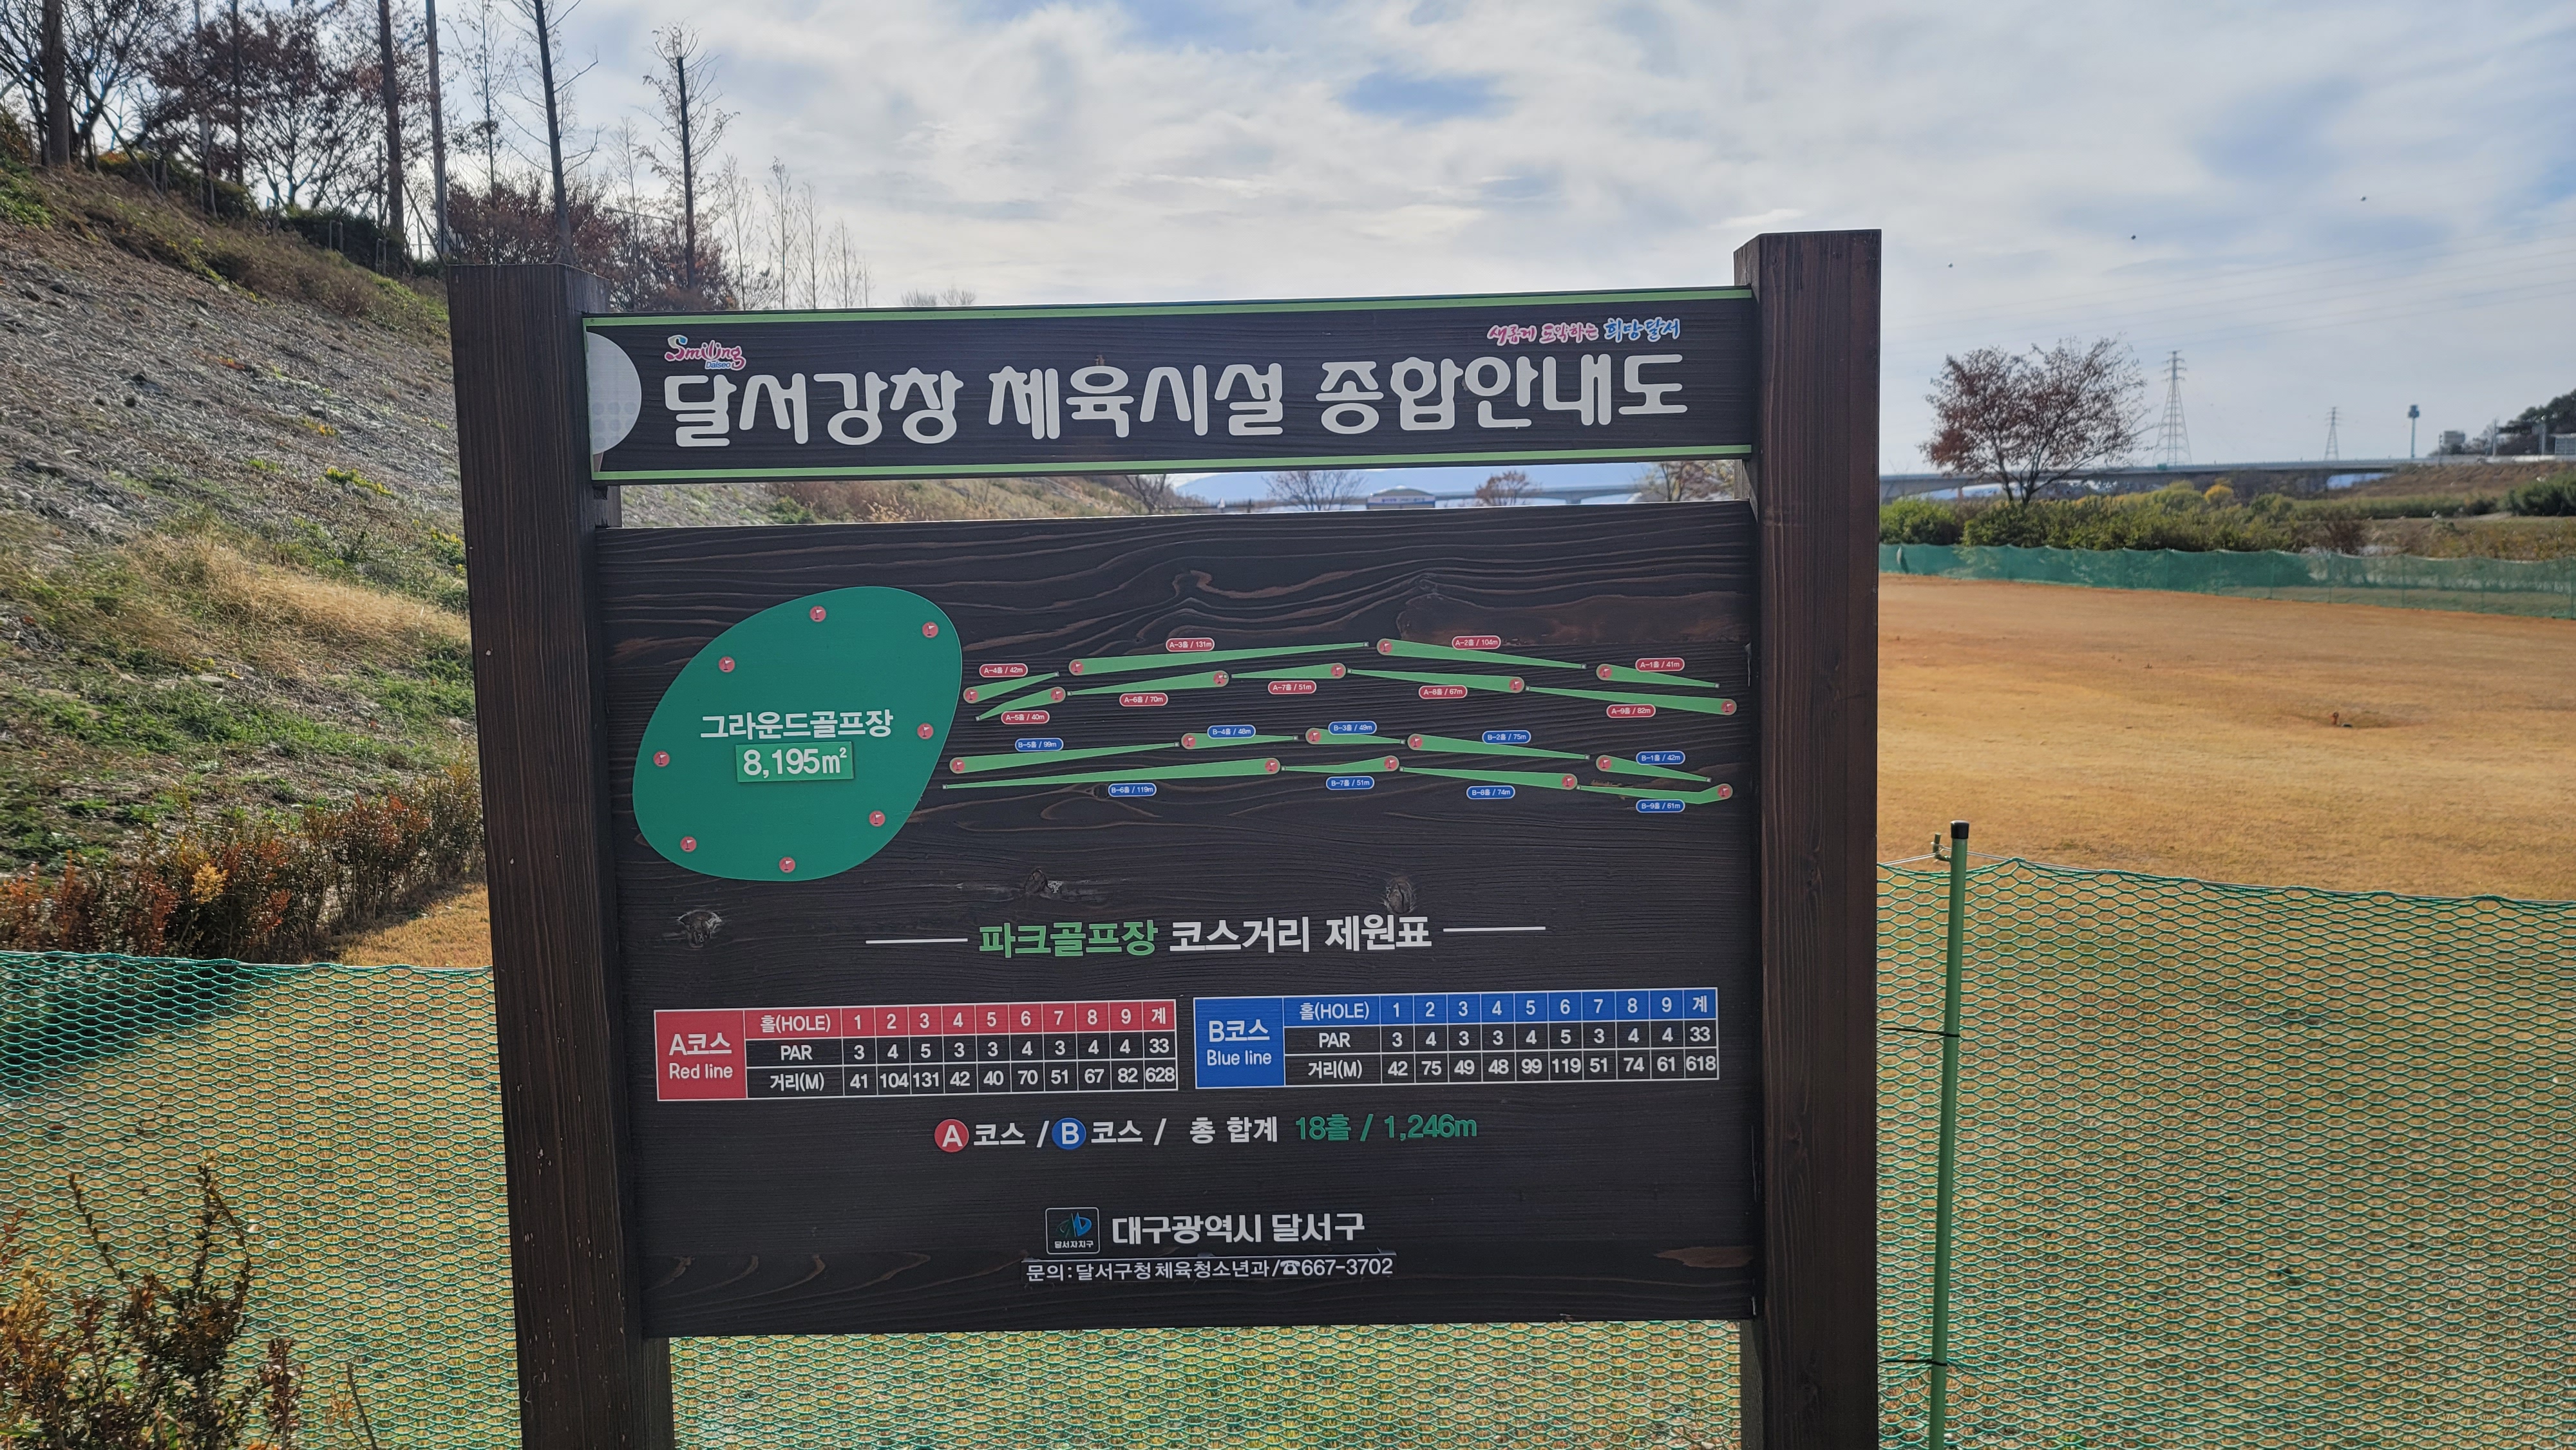 Smiling
Dalseo
새롭게 도약하는 희망달서
달서강창 체육시설 종합안내도
A-3홀 / 131m
A-2홀 / 104m
A-4홀 / 42m
A-1홀 / 41m
A-6홀 / 70m
A-7홀 / 51m
A-8홀 / 67m
A-5홀 / 40m
A-9홀 / 82m
그라운드골프장
8,195m²
B-5홀 / 99m
B-4홀 / 48m
B-3홀 / 49m
B-2홀 / 75m
B-1홀 / 42m
B-6홀 / 119m
B-7홀 / 51m
B-8홀 / 74m
B-9홀 / 61m
파크골프장 코스거리 제원표
A코스
Red line
홀(HOLE) 1 2 3 4 5 6 7 8 9 계
PAR 3 4 5 3 3 4 3 4 4 33
거리(M) 41 104 131 42 40 70 51 67 82 628
B코스
Blue line
홀(HOLE) 1 2 3 4 5 6 7 8 9 계
PAR 3 4 3 3 4 5 3 4 4 33
거리(M) 42 75 49 48 99 119 51 74 61 618
A 코스 / B 코스 / 총 합계 18홀 / 1,246m
달서자치구
대구광역시 달서구
문의 : 달서구청 체육청소년과 /☎667-3702